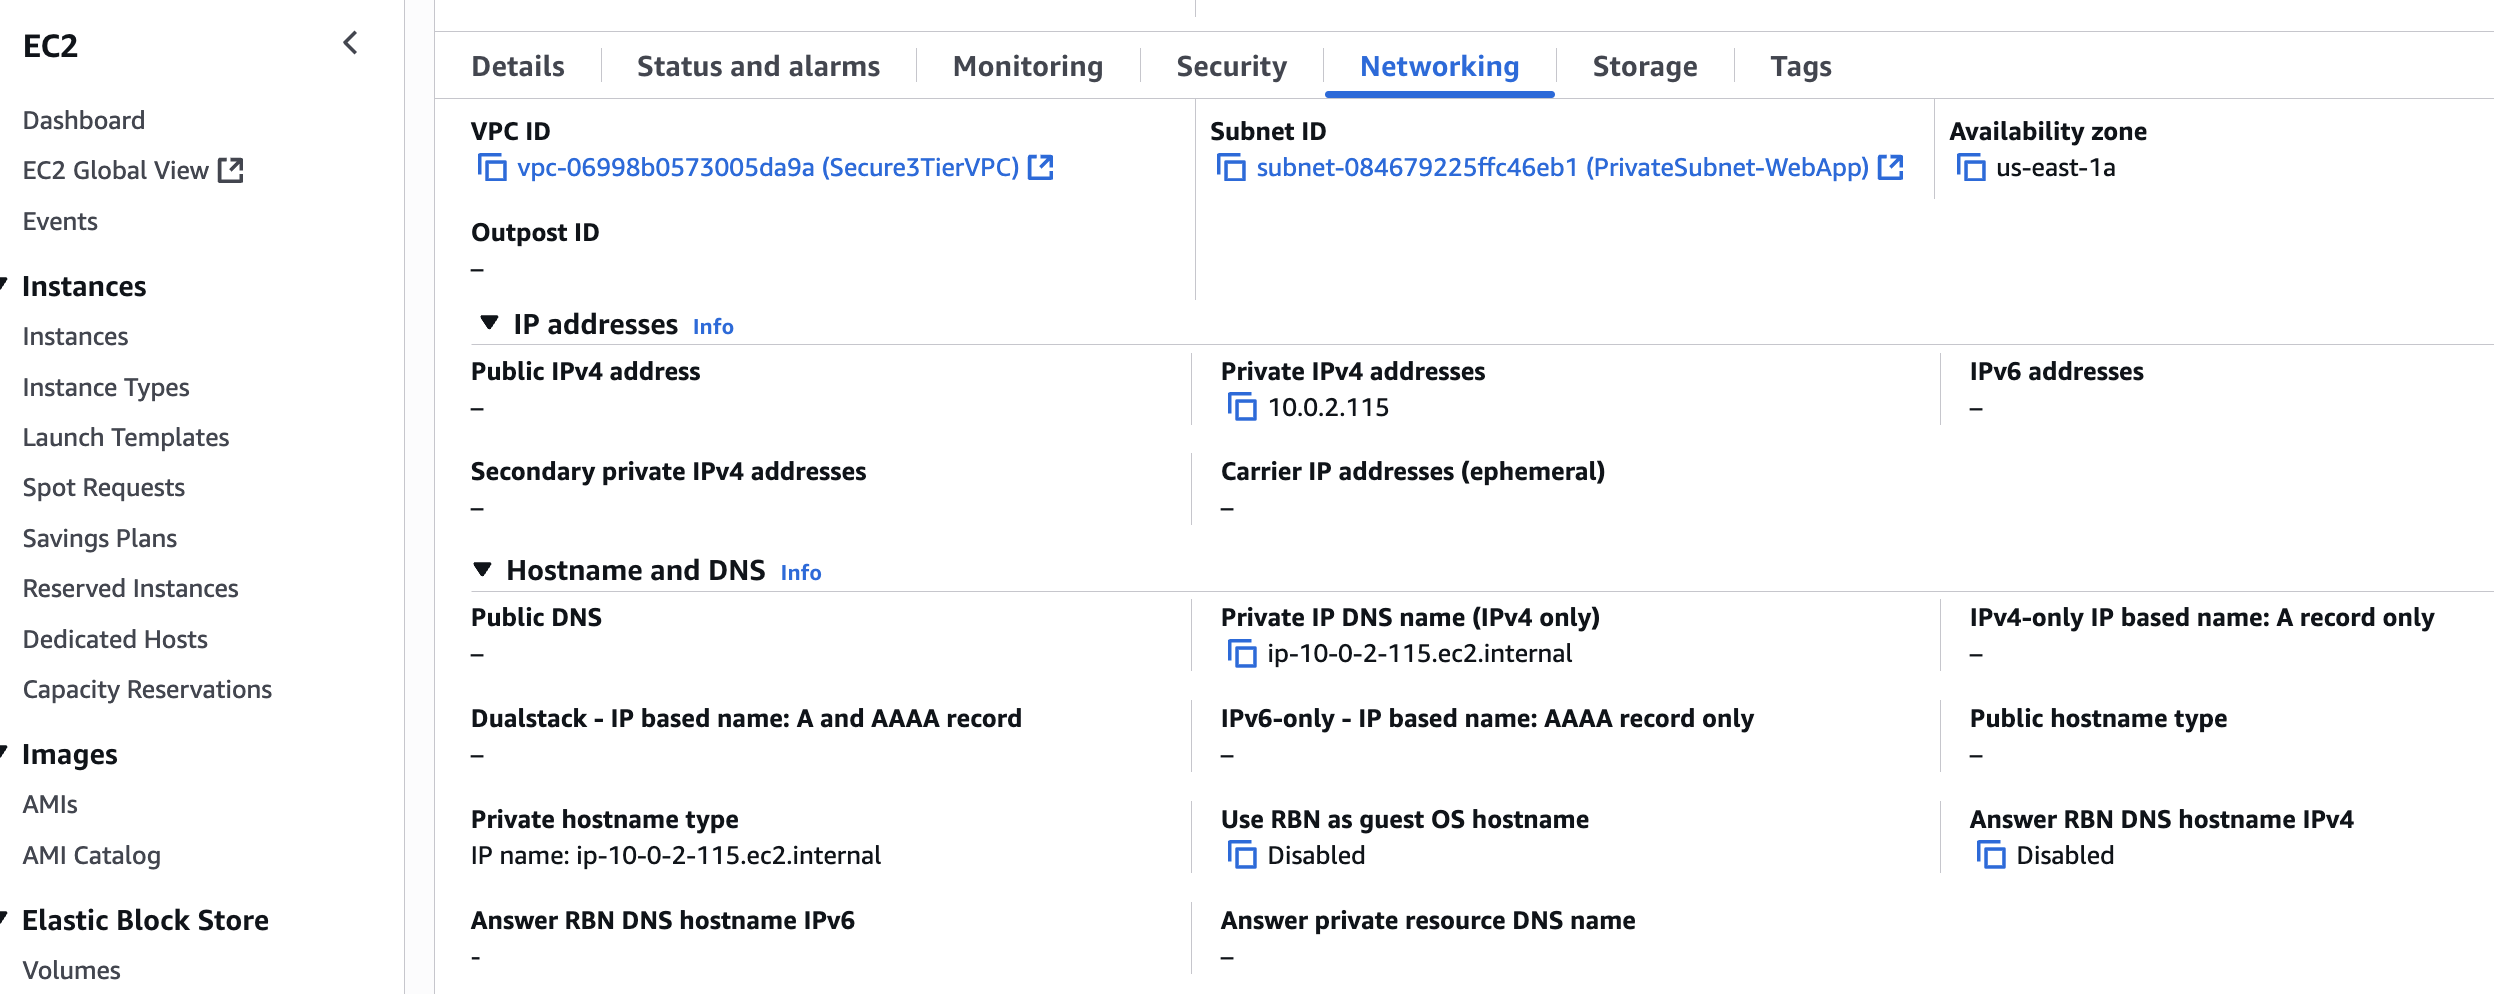 EC2
Dashboard
EC2 Global View
Events
Instances
Instances
Instance Types
Launch Templates
Spot Requests
Savings Plans
Reserved Instances
Dedicated Hosts
Capacity Reservations
Images
AMIs
AMI Catalog
Elastic Block Store
Volumes
Details Status and alarms Monitoring Security Networking Storage Tags
VPC ID
vpc-06998b0573005da9a (Secure3TierVPC)
Subnet ID
subnet-084679225ffc46eb1 (PrivateSubnet-WebApp)
Availability zone
us-east-1a
Outpost ID
–
IP addresses Info
Public IPv4 address
–
Private IPv4 addresses
10.0.2.115
IPv6 addresses
–
Secondary private IPv4 addresses
–
Carrier IP addresses (ephemeral)
–
Hostname and DNS Info
Public DNS
–
Private IP DNS name (IPv4 only)
ip-10-0-2-115.ec2.internal
IPv4-only IP based name: A record only
–
Dualstack - IP based name: A and AAAA record
–
IPv6-only - IP based name: AAAA record only
–
Public hostname type
–
Private hostname type
IP name: ip-10-0-2-115.ec2.internal
Use RBN as guest OS hostname
Disabled
Answer RBN DNS hostname IPv4
Disabled
Answer RBN DNS hostname IPv6
-
Answer private resource DNS name
–